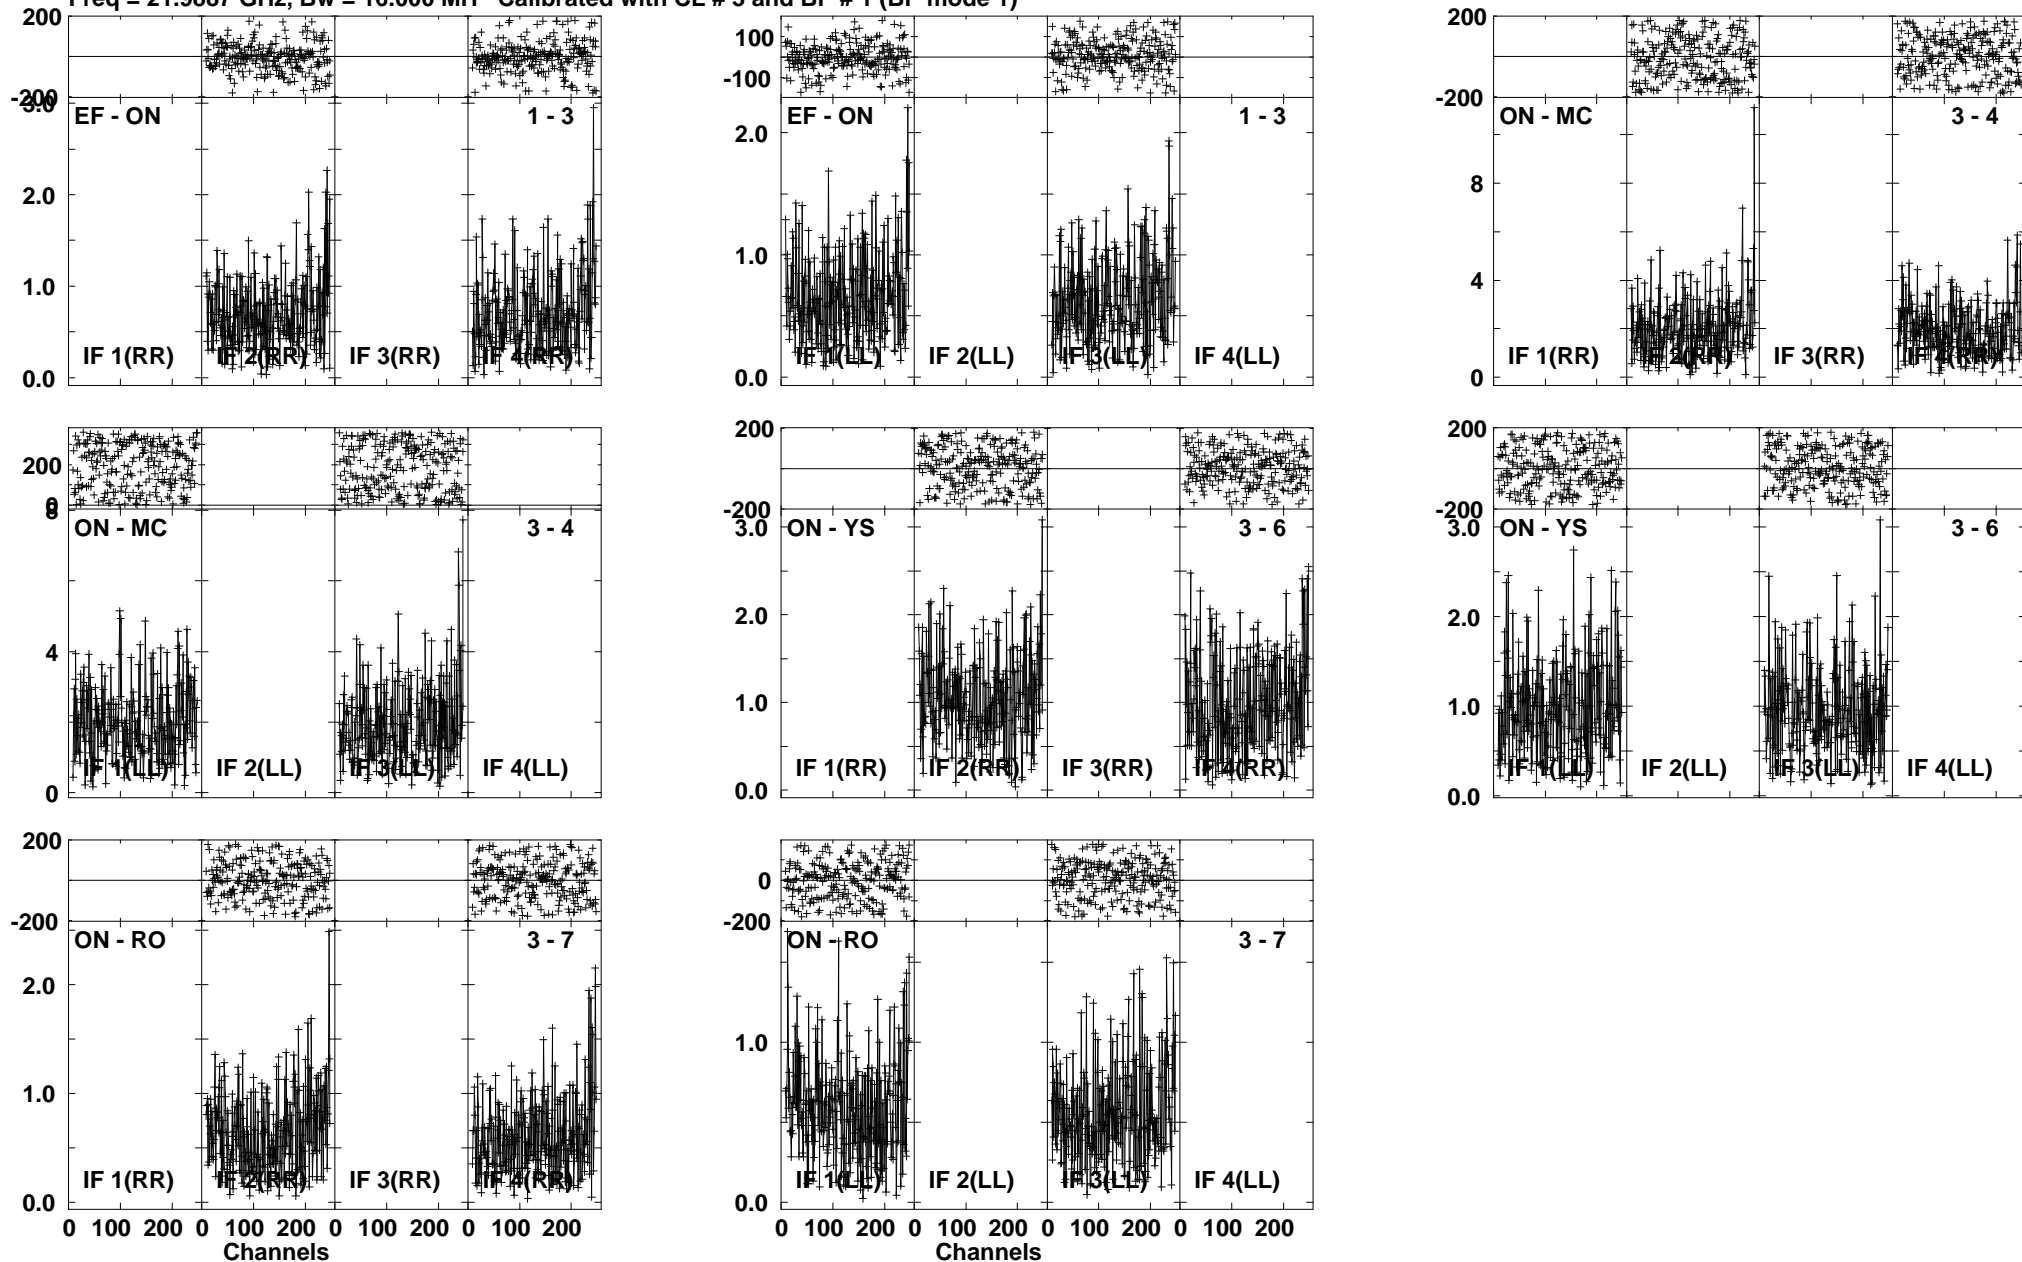 Freq = 21.9887 GHz, Bw = 16.000 MH Calibrated with CL # 3 and BP # 1 (BP mode 1)
200
-200
3.0
2.0
1.0
0.0
EF - ON
1 - 3
IF 1(RR)
IF 2(RR)
IF 3(RR)
IF 4(RR)
100
-100
2.0
1.0
0.0
EF - ON
1 - 3
IF 1(LL)
IF 2(LL)
IF 3(LL)
IF 4(LL)
200
-200
8
4
0
ON - MC
3 - 4
IF 1(RR)
IF 2(RR)
IF 3(RR)
IF 4(RR)
200
0
8
4
0
ON - MC
3 - 4
IF 1(LL)
IF 2(LL)
IF 3(LL)
IF 4(LL)
200
-200
3.0
2.0
1.0
0.0
ON - YS
3 - 6
IF 1(RR)
IF 2(RR)
IF 3(RR)
IF 4(RR)
200
-200
3.0
2.0
1.0
0.0
ON - YS
3 - 6
IF 1(LL)
IF 2(LL)
IF 3(LL)
IF 4(LL)
200
-200
2.0
1.0
0.0
ON - RO
3 - 7
IF 1(RR)
IF 2(RR)
IF 3(RR)
IF 4(RR)
0 100 200 0 100 200 0 100 200 0 100 200
Channels
0
-200
1.0
0.0
ON - RO
3 - 7
IF 1(LL)
IF 2(LL)
IF 3(LL)
IF 4(LL)
0 100 200 0 100 200 0 100 200 0 100 200
Channels